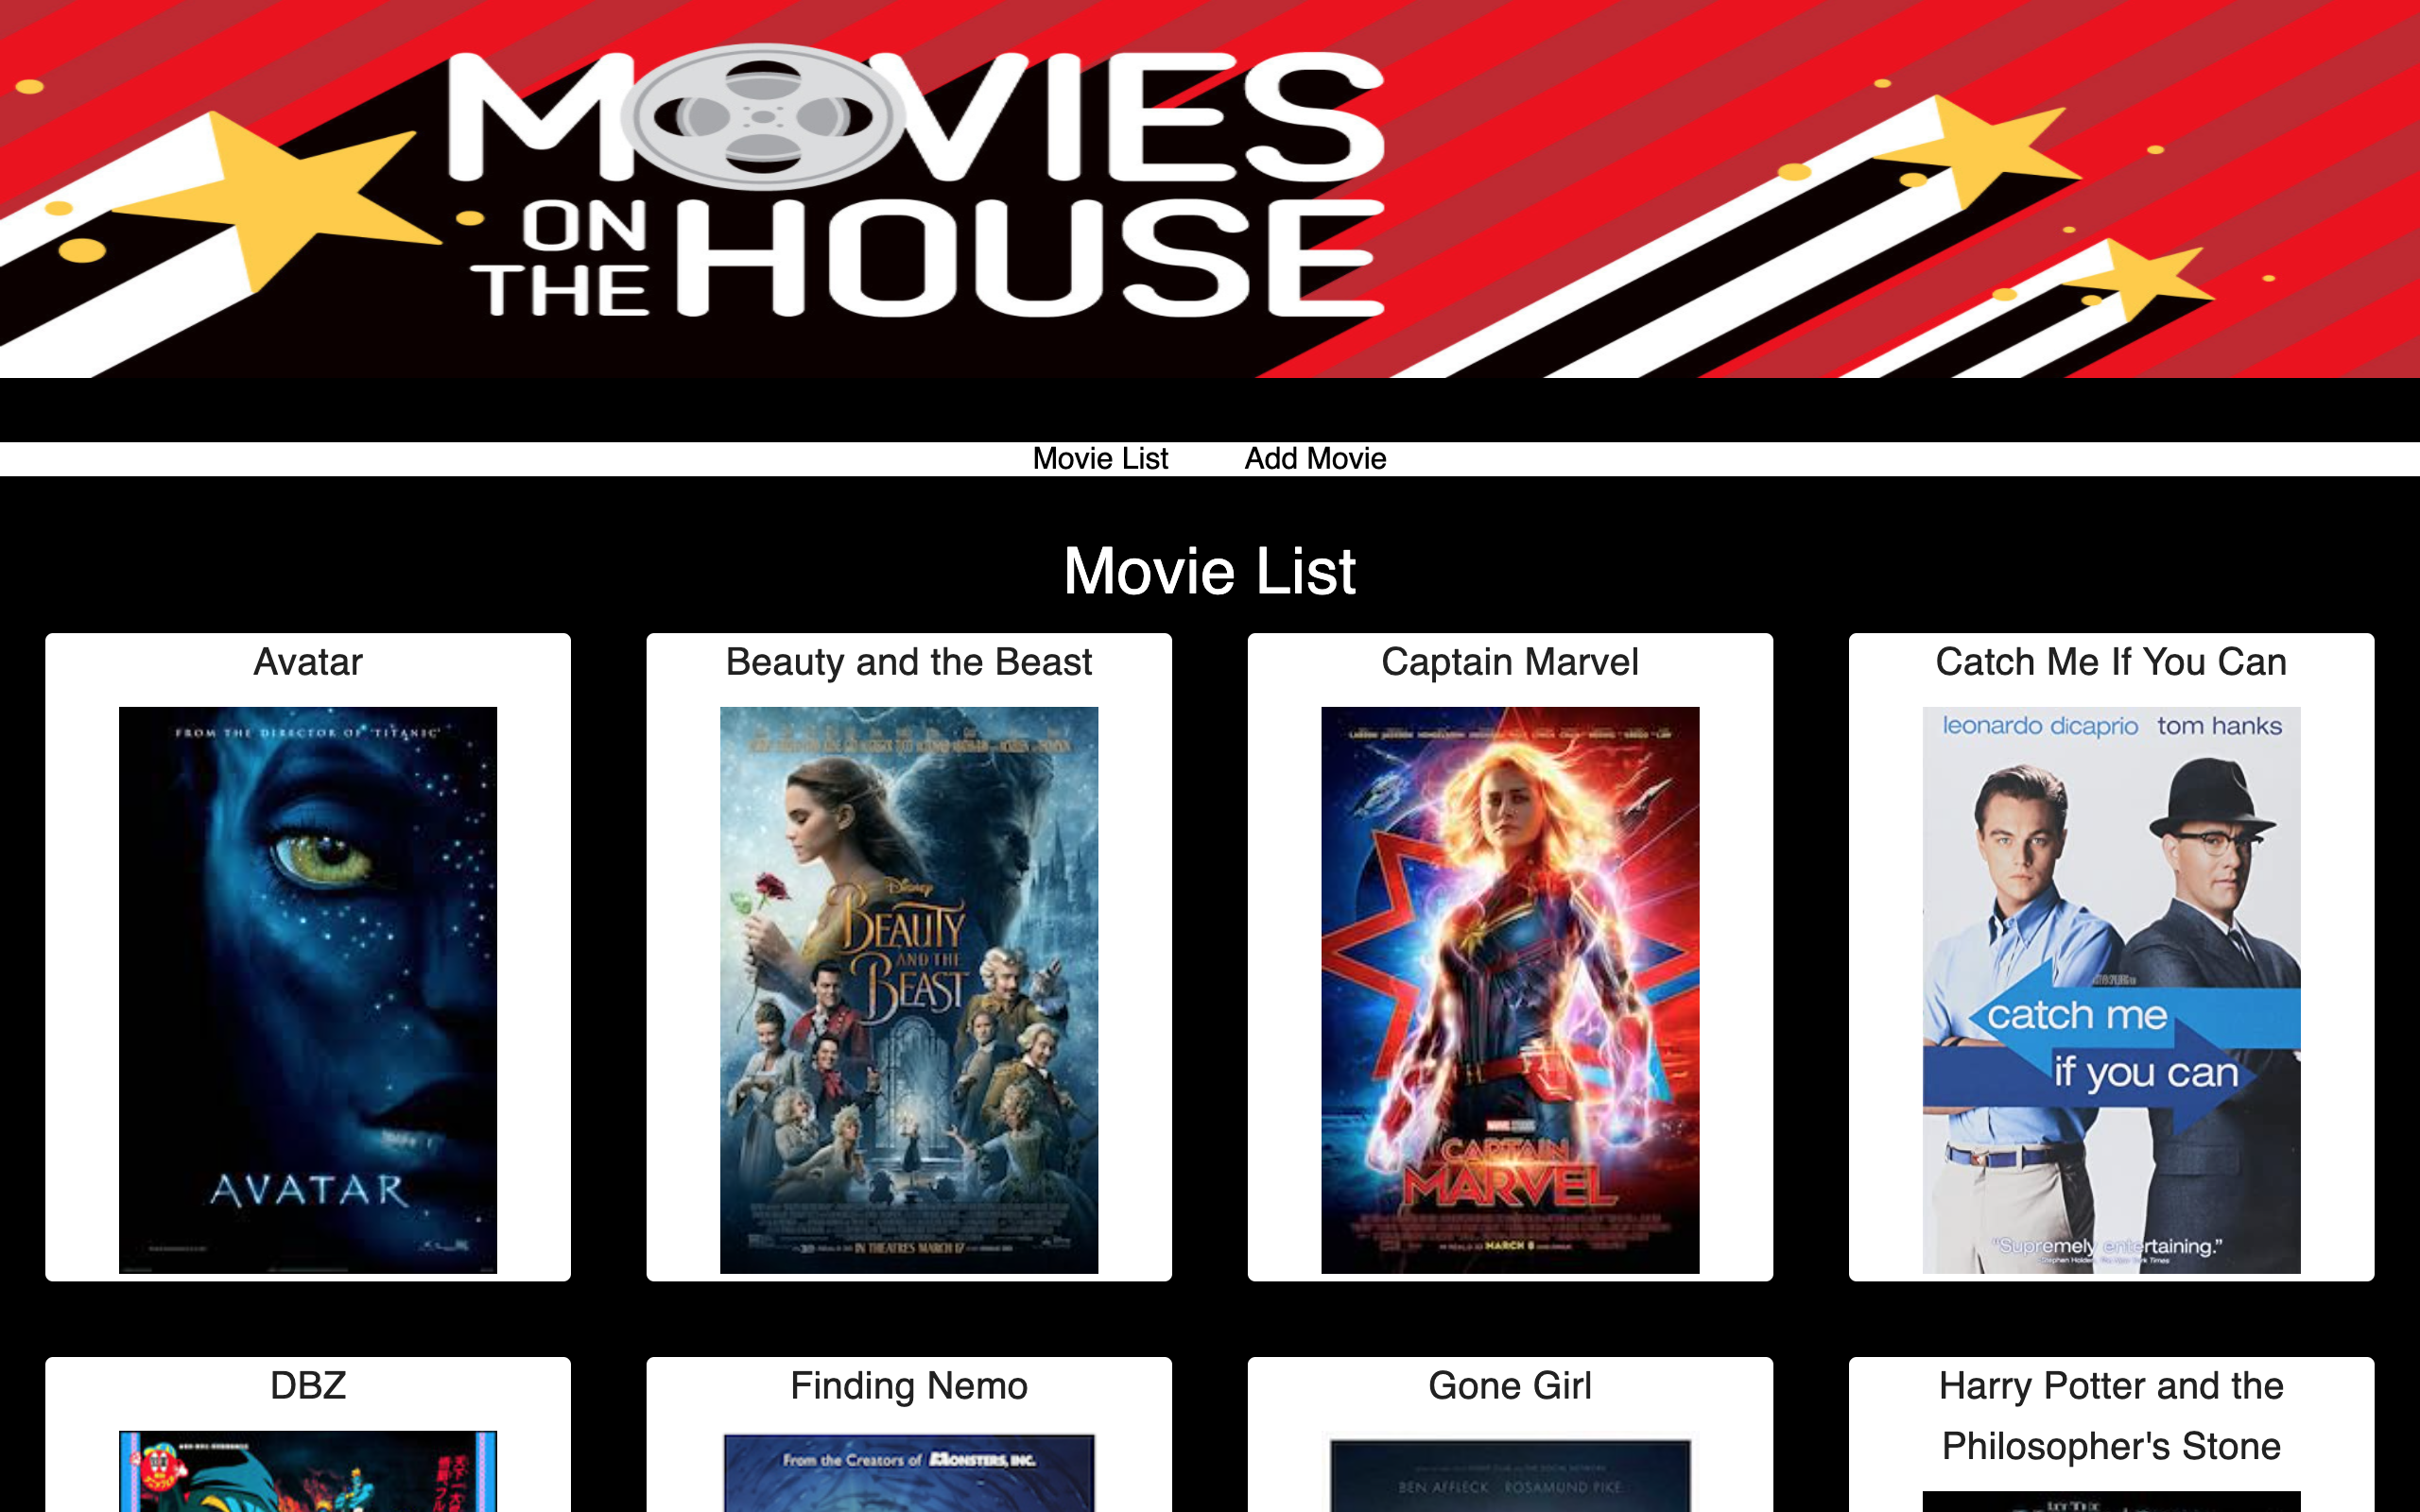 MOVIES
ON
THE HOUSE
Movie List Add Movie
Movie List
Avatar
Beauty and the Beast
Captain Marvel
Catch Me If You Can
FROM THE DIRECTOR OF 'TITANIC'
AVATAR
Disney
BEAUTY
AND THE
BEAST
IN THEATRES MARCH 17
CAPTAIN
MARVEL
MARCH 8
leonardo dicaprio tom hanks
catch me
if you can
"Supremely entertaining."
DBZ
Finding Nemo
Gone Girl
Harry Potter and the
Philosopher's Stone
From the Creators of MONSTERS, INC.
BEN AFFLECK ROSAMUND PIKE